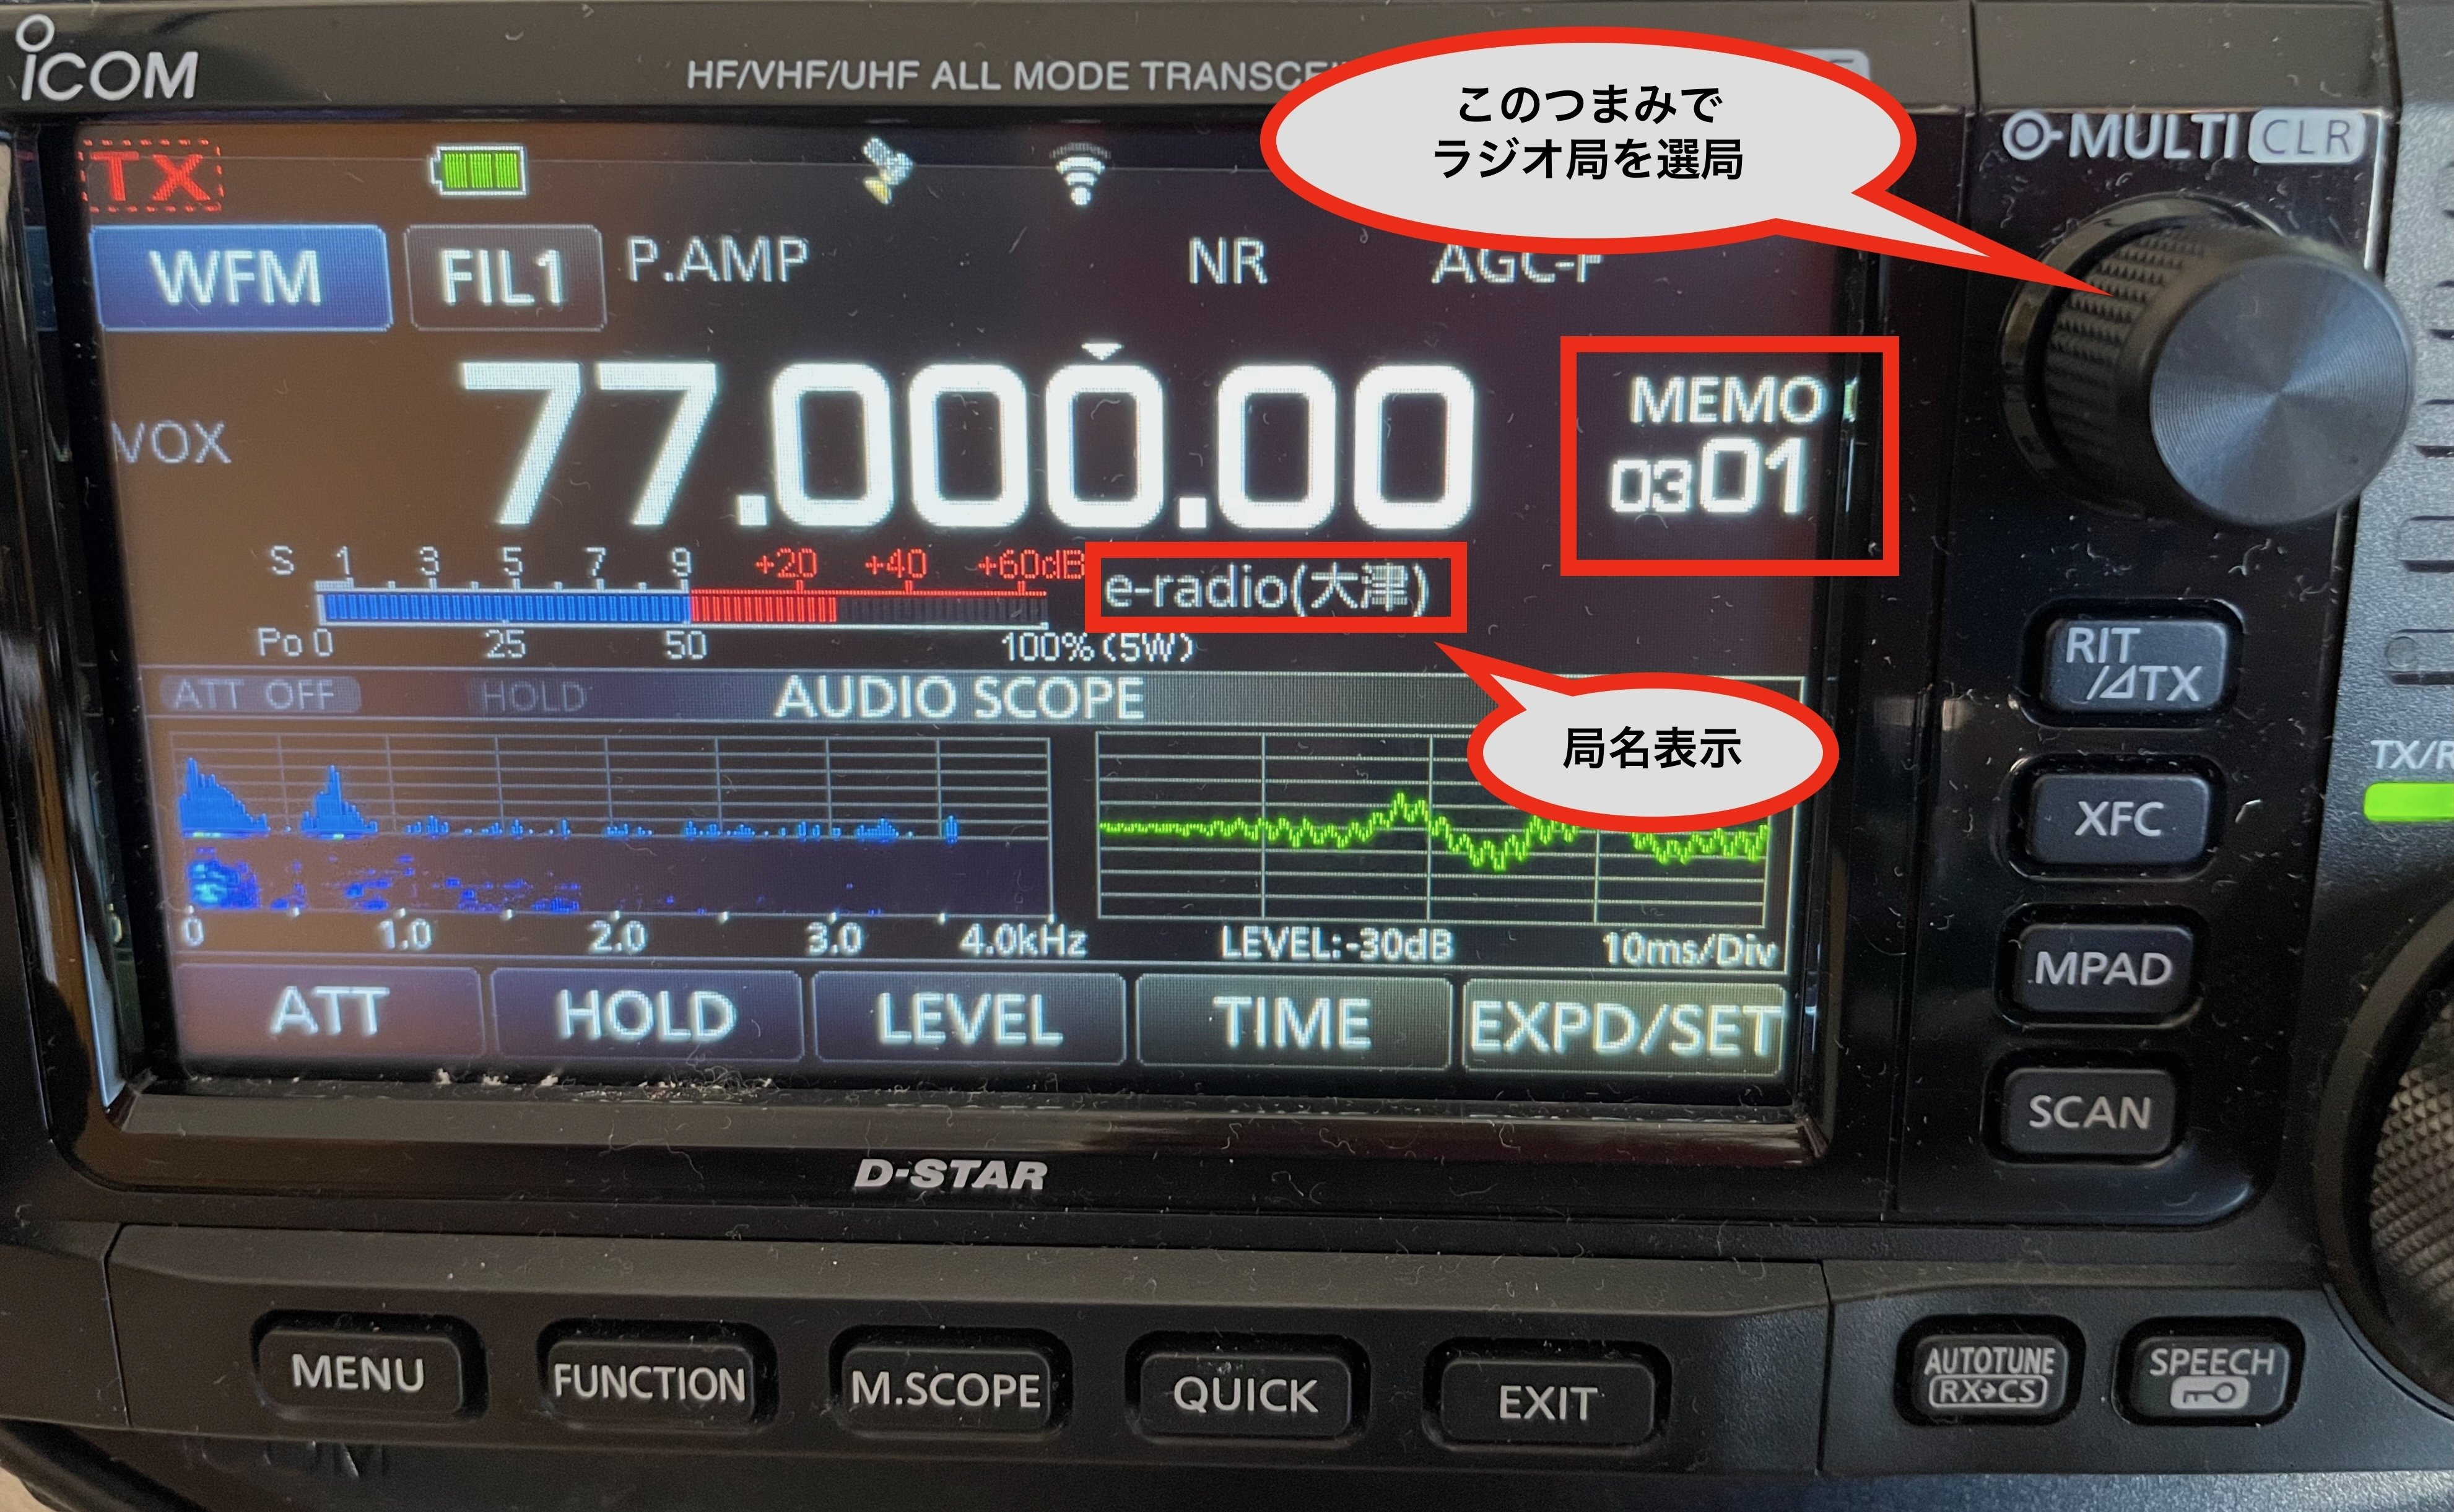 ICOM
HF/VHF/UHF ALL MODE
このつまみで
ラジオ局を選局
MULTI CLR
TX
WFM
FIL1
P.AMP
NR
VOX
77.000.00
MEMO
0301
S 1 3 5 7 9 +20 +40 +60dB
e-radio(大津)
Po 0 25 50 100% (5W)
RIT
/⊿TX
ATT OFF
HOLD
AUDIO SCOPE
局名表示
XFC
0 1.0 2.0 3.0 4.0kHz
LEVEL:-30dB
10ms/Div
MPAD
ATT
HOLD
LEVEL
TIME
EXPD/SET
SCAN
D-STAR
MENU
FUNCTION
M.SCOPE
QUICK
EXIT
AUTOTUNE
RX→CS
SPEECH